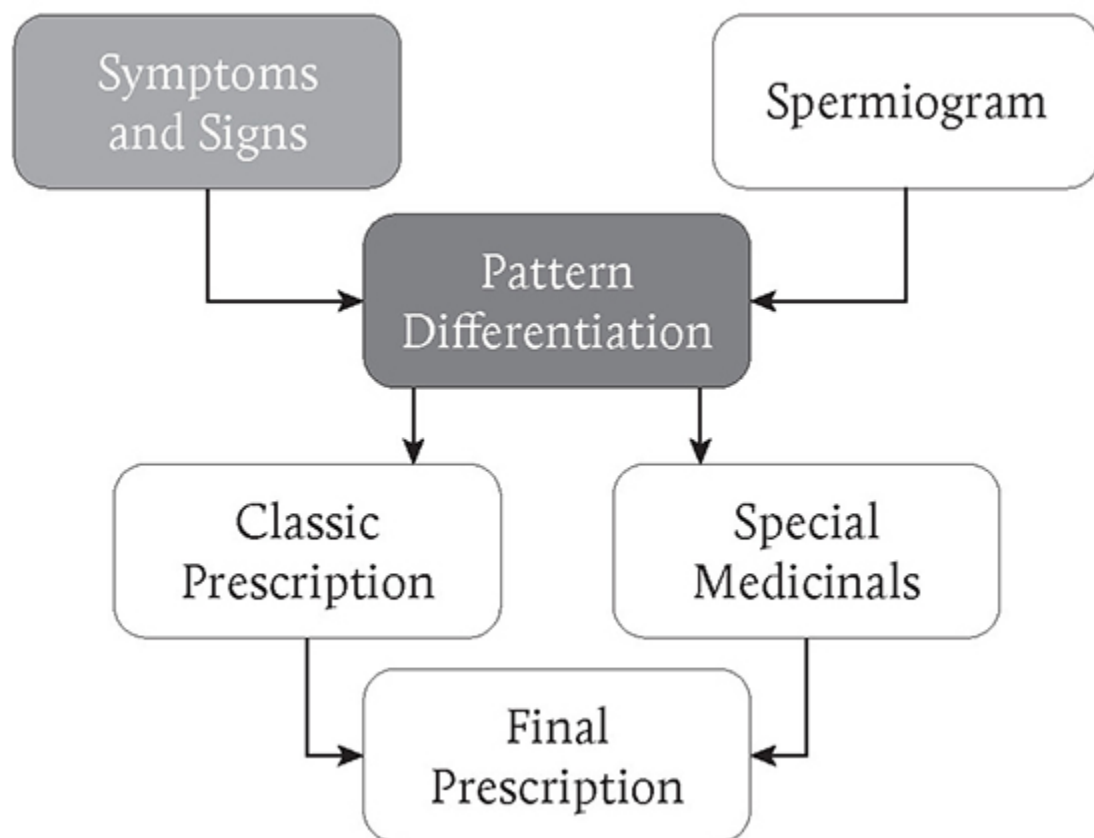 Symptoms
and Signs
Spermiogram
Pattern
Differentiation
Classic
Prescription
Special
Medicinals
Final
Prescription